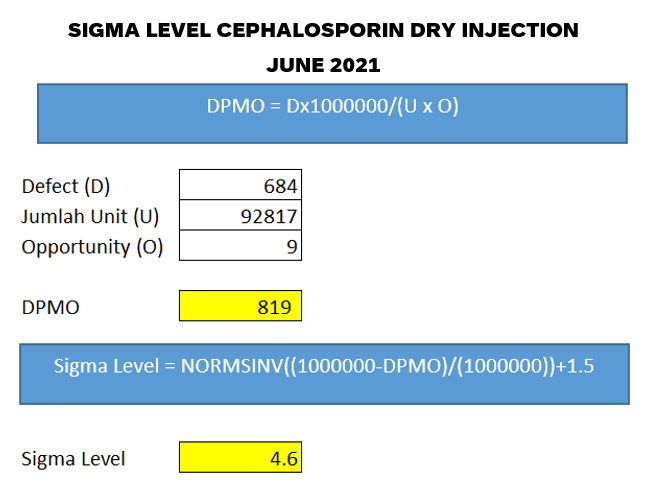 SIGMA LEVEL CEPHALOSPORIN DRY INJECTION
JUNE 2021
DPMO = Dx1000000/(U x O)
Defect (D) 684
Jumlah Unit (U) 92817
Opportunity (O) 9
DPMO 819
Sigma Level = NORMSINV((1000000-DPMO)/(1000000))+1.5
Sigma Level 4.6